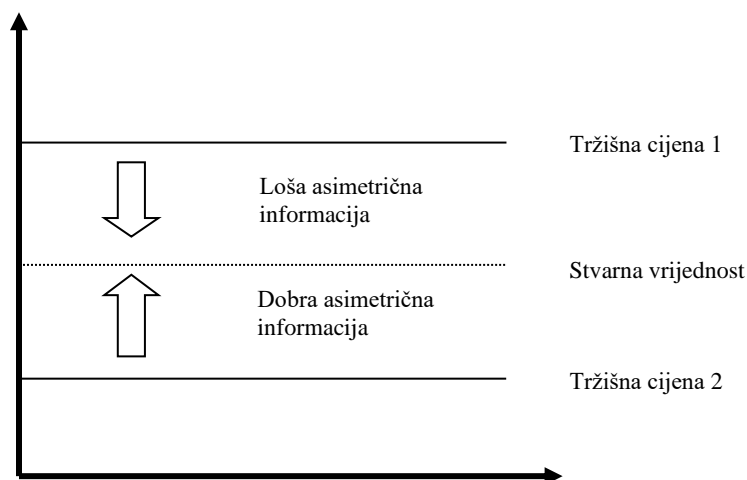 Tržišna cijena 1
Loša asimetrična
informacija
Stvarna vrijednost
Dobra asimetrična
informacija
Tržišna cijena 2